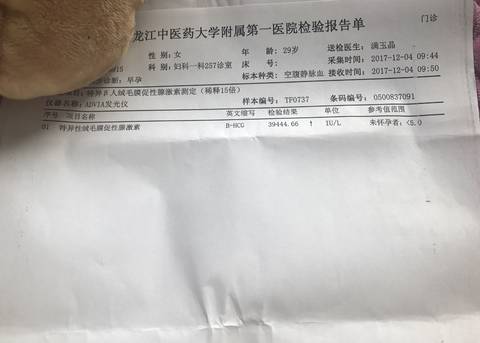 龙江中医药大学附属第一医院检验报告单
门诊
性 别：女 年 龄：29岁 送检医生：满玉晶
科 别：妇科一科257诊室 床 号： 采集时间：2017-12-04 09:44
诊断：早孕 标本种类：空腹静脉血 接收时间：2017-12-04 09:50
目：特异β人绒毛膜促性腺激素测定（稀释15倍）
仪器名称：ADVIA发光仪 样本编号：TF0737 条码编号：0500837091
序号 项目名称 英文缩写 检验结果 单位 参考值范围
01 特异性绒毛膜促性腺激素 B-HCG 39444.66 ↑ IU/L 未怀孕者：<5.0